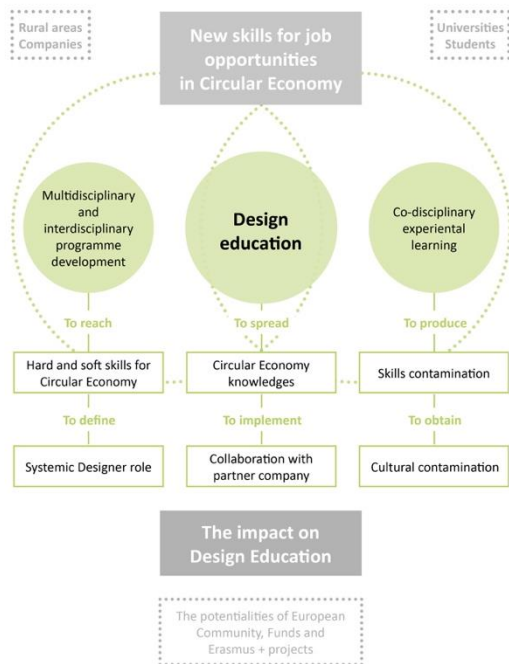 Rural areas
Companies
New skills for job
opportunities
in Circular Economy
Universities
Students
Multidisciplinary
and
interdisciplinary
programme
development
Design
education
Co-disciplinary
experiental
learning
To reach
To spread
To produce
Hard and soft skills for
Circular Economy
Circular Economy
knowledges
Skills contamination
To define
To implement
To obtain
Systemic Designer role
Collaboration with
partner company
Cultural contamination
The impact on
Design Education
The potentialities of European
Community, Funds and
Erasmus + projects